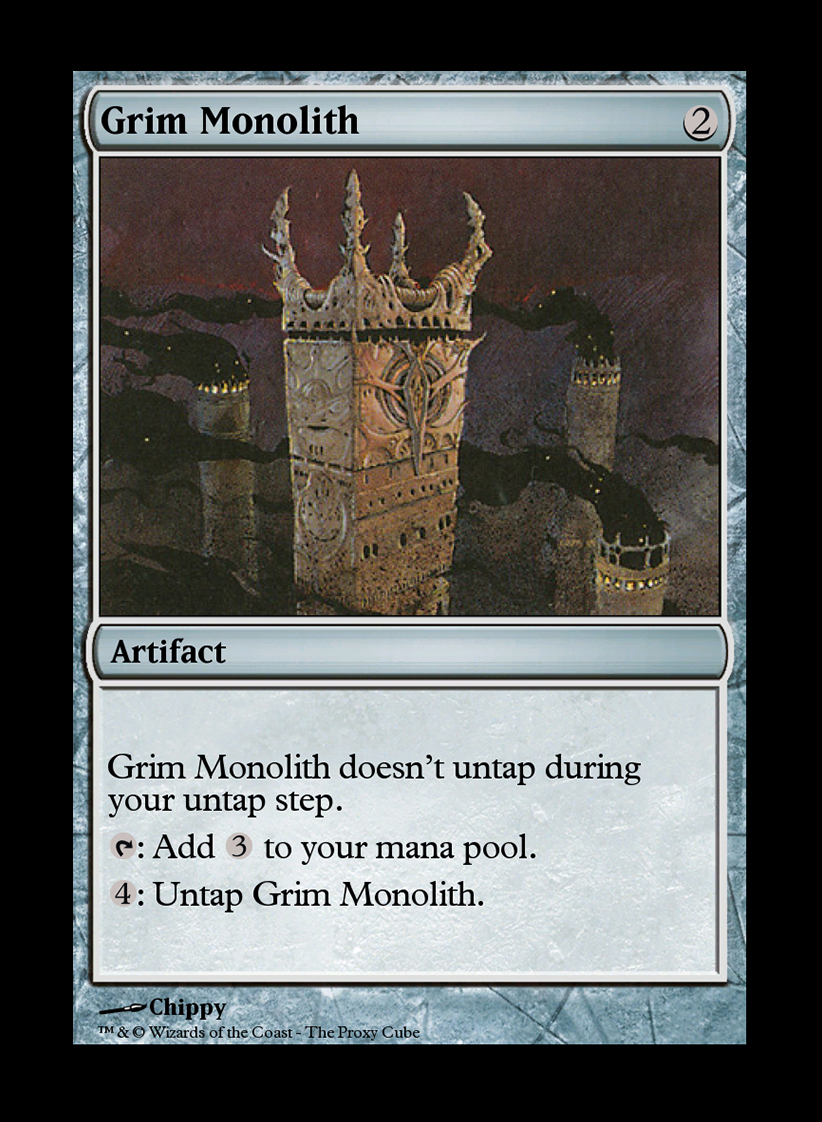 Grim Monolith 2
Artifact
Grim Monolith doesn't untap during
your untap step.
: Add 3 to your mana pool.
4: Untap Grim Monolith.
Chippy
™ & © Wizards of the Coast - The Proxy Cube